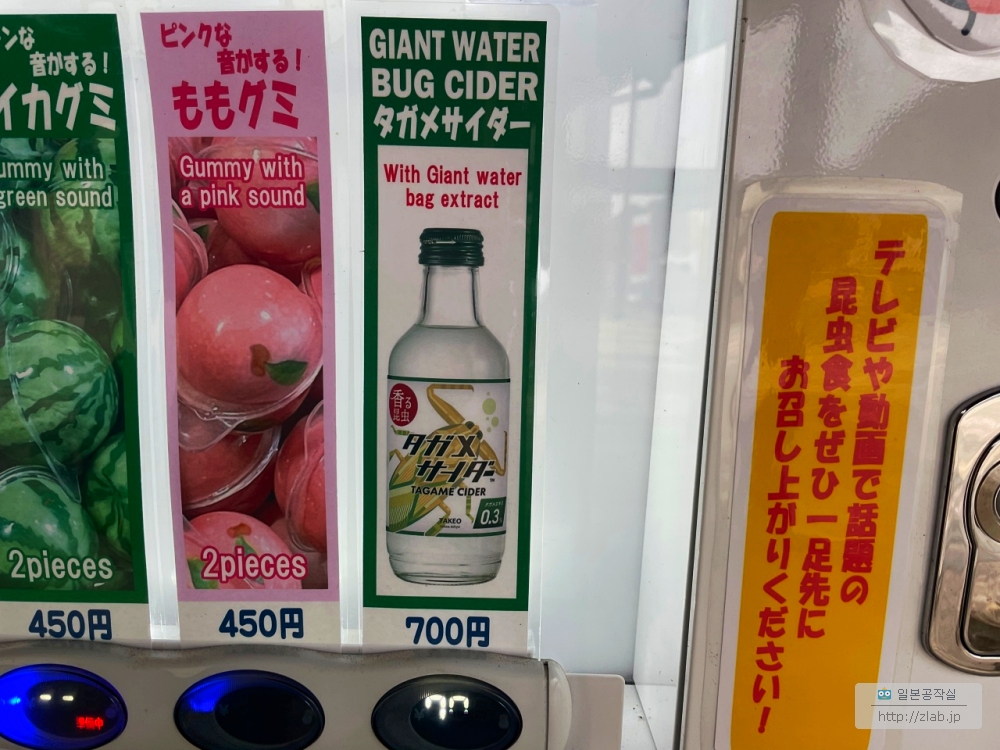 ンな
音がする!
イカグミ
ummy with
green sound
2pieces
450円
ピンクな
音がする!
ももグミ
Gummy with
a pink sound
2pieces
450円
GIANT WATER
BUG CIDER
タガメサイダー
With Giant water
bag extract
香る
昆虫
タガメ
サイダー
TAGAME CIDER
TAKEO
0.3
700円
テレビや動画で話題の
昆虫食をぜひ一足先に
お召し上がりください!
일본공작실
http://zlab.jp